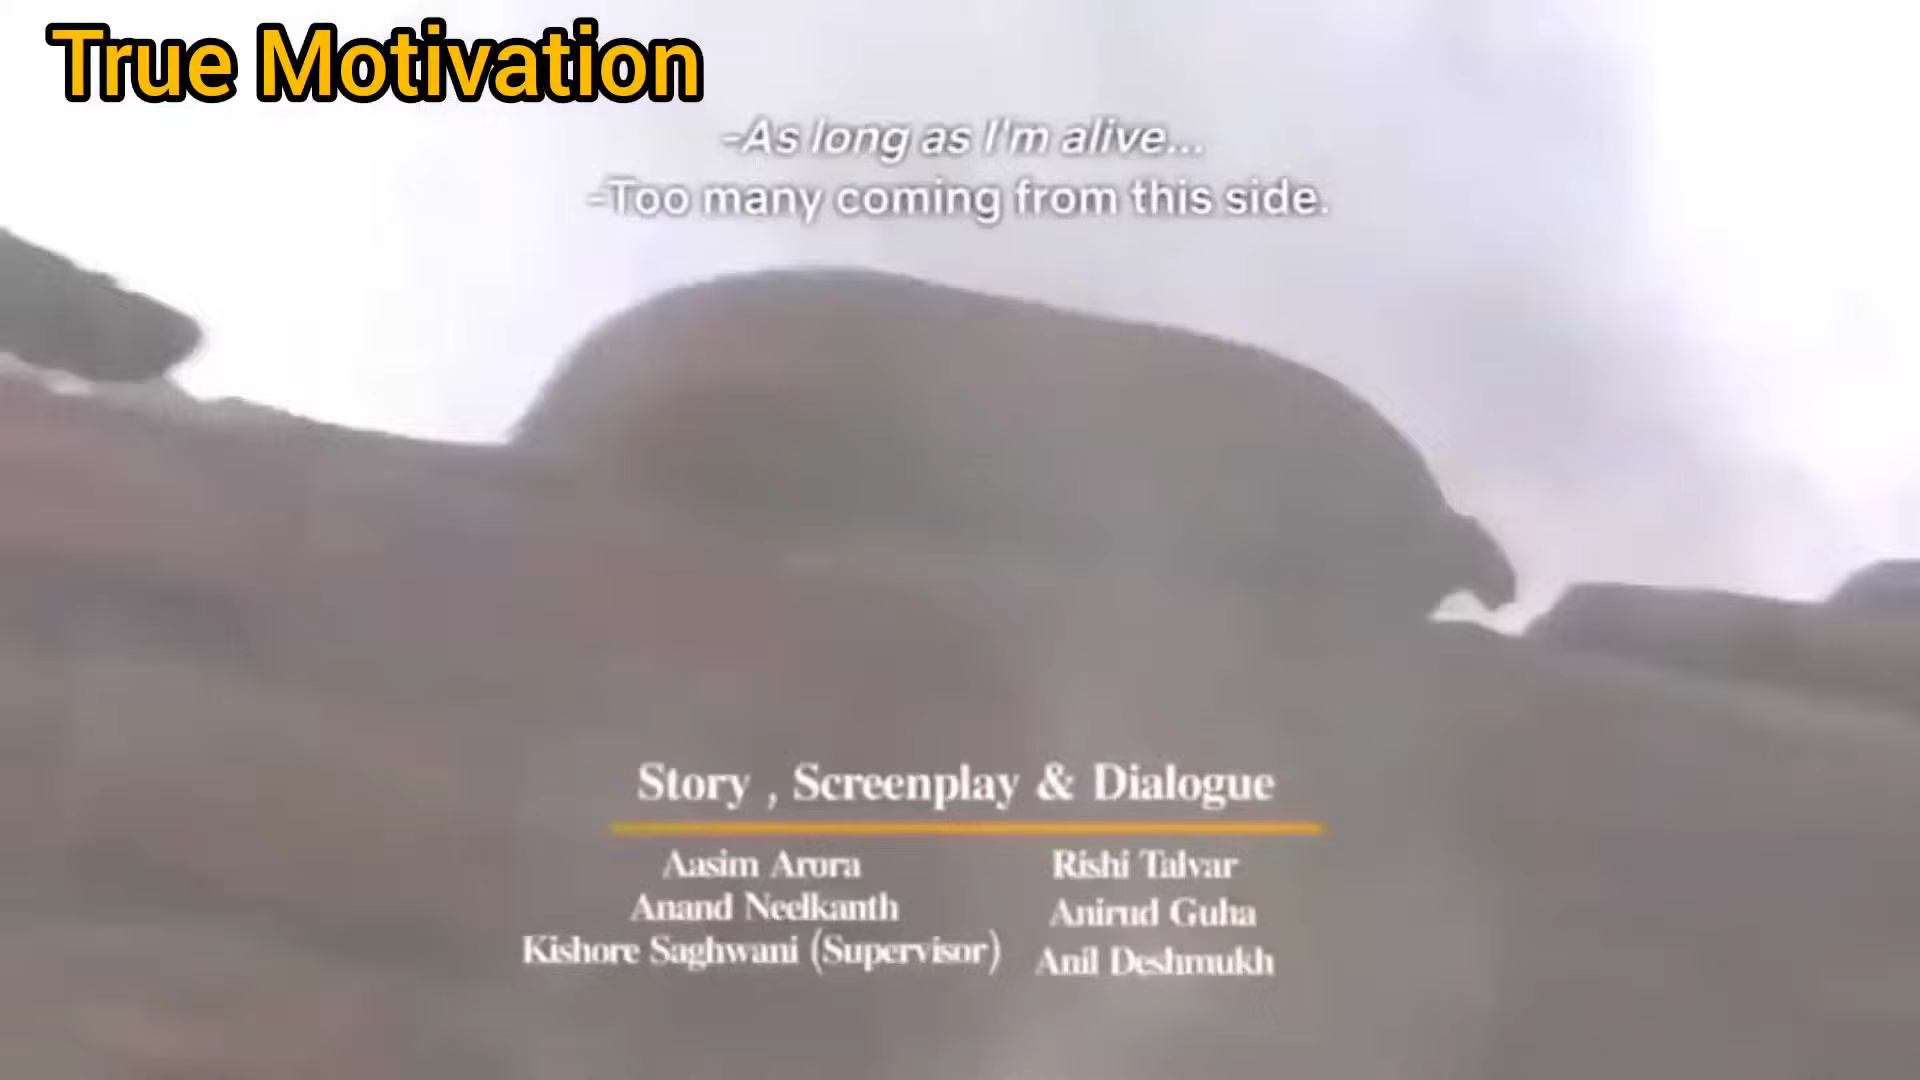 True Motivation
-As long as I'm alive...
-Too many coming from this side.
Story , Screenplay & Dialogue
Aasim Arora
Anand Neelkanth
Kishore Saghwani (Supervisor)
Rishi Talvar
Anirud Guha
Anil Deshmukh